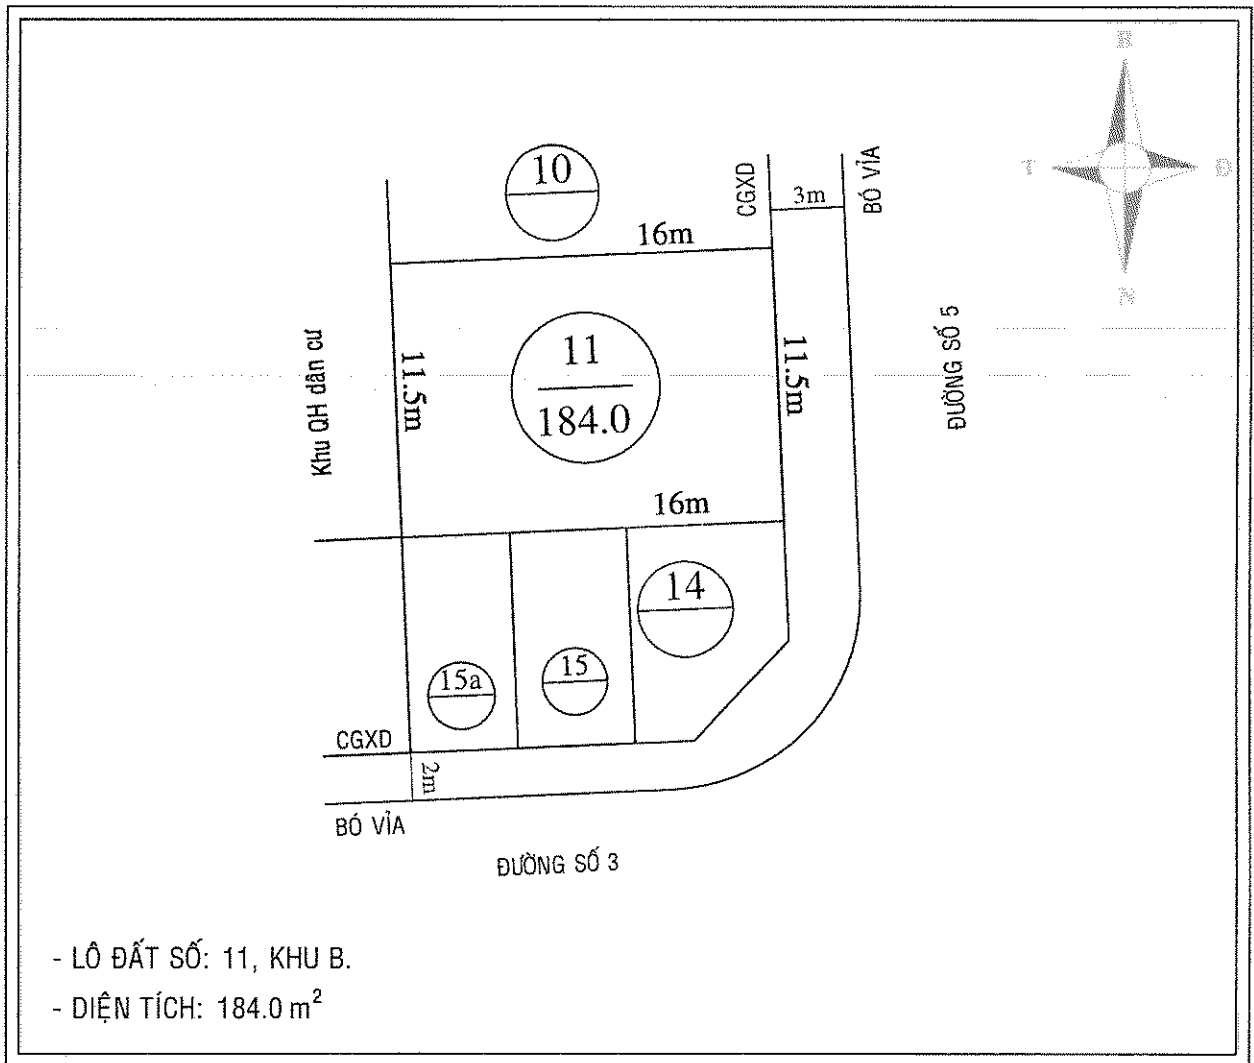 B
T
Đ
N
10
CGXD
3m
BÓ VỈA
16m
Khu QH dân cư
11.5m
11
184.0
11.5m
ĐƯỜNG SỐ 5
16m
14
15a
15
CGXD
2m
BÓ VỈA
ĐƯỜNG SỐ 3
- LÔ ĐẤT SỐ: 11, KHU B.
- DIỆN TÍCH: 184.0 m²